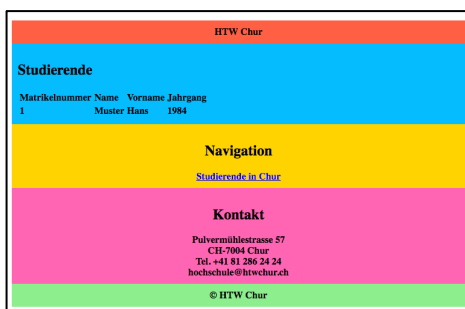 HTW Chur
Studierende
Matrikelnummer Name Vorname Jahrgang
1 Muster Hans 1984
Navigation
Studierende in Chur
Kontakt
Pulvermühlestrasse 57
CH-7004 Chur
Tel. +41 81 286 24 24
hochschule@htwchur.ch
© HTW Chur